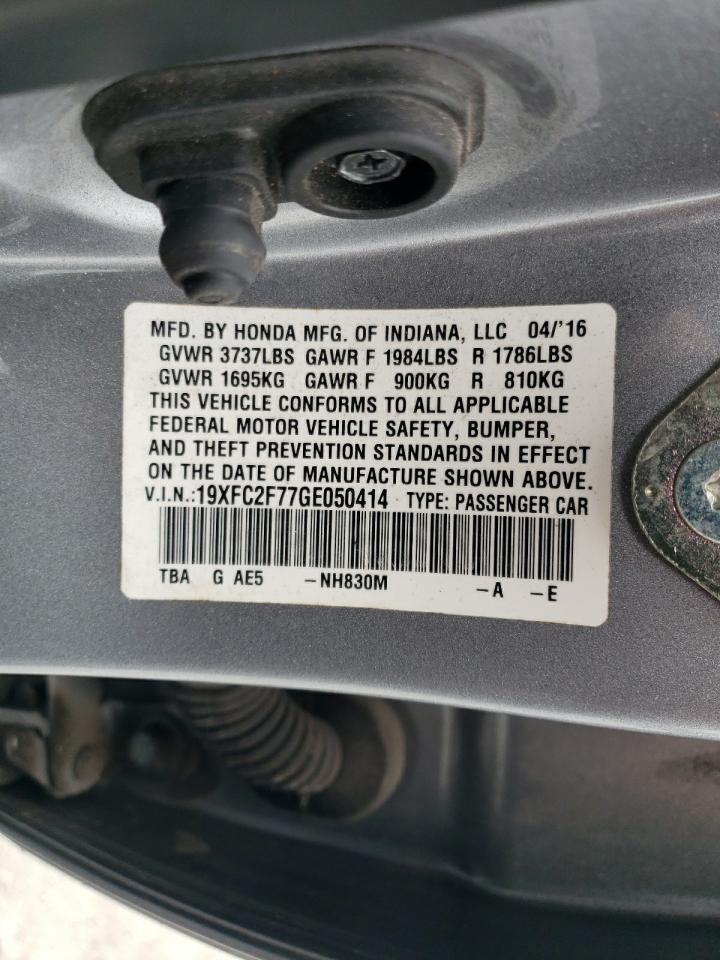 MFD. BY HONDA MFG. OF INDIANA, LLC 04/'16
GVWR 3737LBS GAWR F 1984LBS R 1786LBS
GVWR 1695KG GAWR F 900KG R 810KG
THIS VEHICLE CONFORMS TO ALL APPLICABLE
FEDERAL MOTOR VEHICLE SAFETY, BUMPER,
AND THEFT PREVENTION STANDARDS IN EFFECT
ON THE DATE OF MANUFACTURE SHOWN ABOVE.
V.I.N.:19XFC2F77GE050414 TYPE: PASSENGER CAR
TBA G AE5 -NH830M -A -E